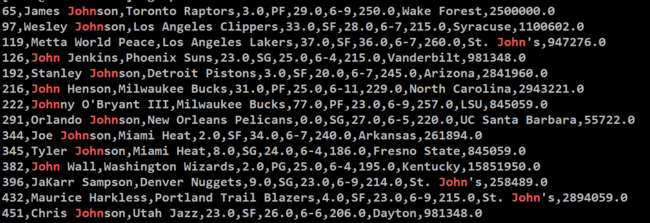 65,James Johnson,Toronto Raptors,3.0,PF,29.0,6-9,250.0,Wake Forest,2500000.0
97,Wesley Johnson,Los Angeles Clippers,33.0,SF,28.0,6-7,215.0,Syracuse,1100602.0
119,Metta World Peace,Los Angeles Lakers,37.0,SF,36.0,6-7,260.0,St. John's,947276.0
126,John Jenkins,Phoenix Suns,23.0,SG,25.0,6-4,215.0,Vanderbilt,981348.0
192,Stanley Johnson,Detroit Pistons,3.0,SF,20.0,6-7,245.0,Arizona,2841960.0
216,John Henson,Milwaukee Bucks,31.0,PF,25.0,6-11,229.0,North Carolina,2943221.0
222,Johnny O'Bryant III,Milwaukee Bucks,77.0,PF,23.0,6-9,257.0,LSU,845059.0
291,Orlando Johnson,New Orleans Pelicans,0.0,SG,27.0,6-5,220.0,UC Santa Barbara,55722.0
344,Joe Johnson,Miami Heat,2.0,SF,34.0,6-7,240.0,Arkansas,261894.0
345,Tyler Johnson,Miami Heat,8.0,SG,24.0,6-4,186.0,Fresno State,845059.0
382,John Wall,Washington Wizards,2.0,PG,25.0,6-4,195.0,Kentucky,15851950.0
396,JaKarr Sampson,Denver Nuggets,9.0,SG,23.0,6-9,214.0,St. John's,258489.0
432,Maurice Harkless,Portland Trail Blazers,4.0,SF,23.0,6-9,215.0,St. John's,2894059.0
451,Chris Johnson,Utah Jazz,23.0,SF,26.0,6-6,206.0,Dayton,981348.0